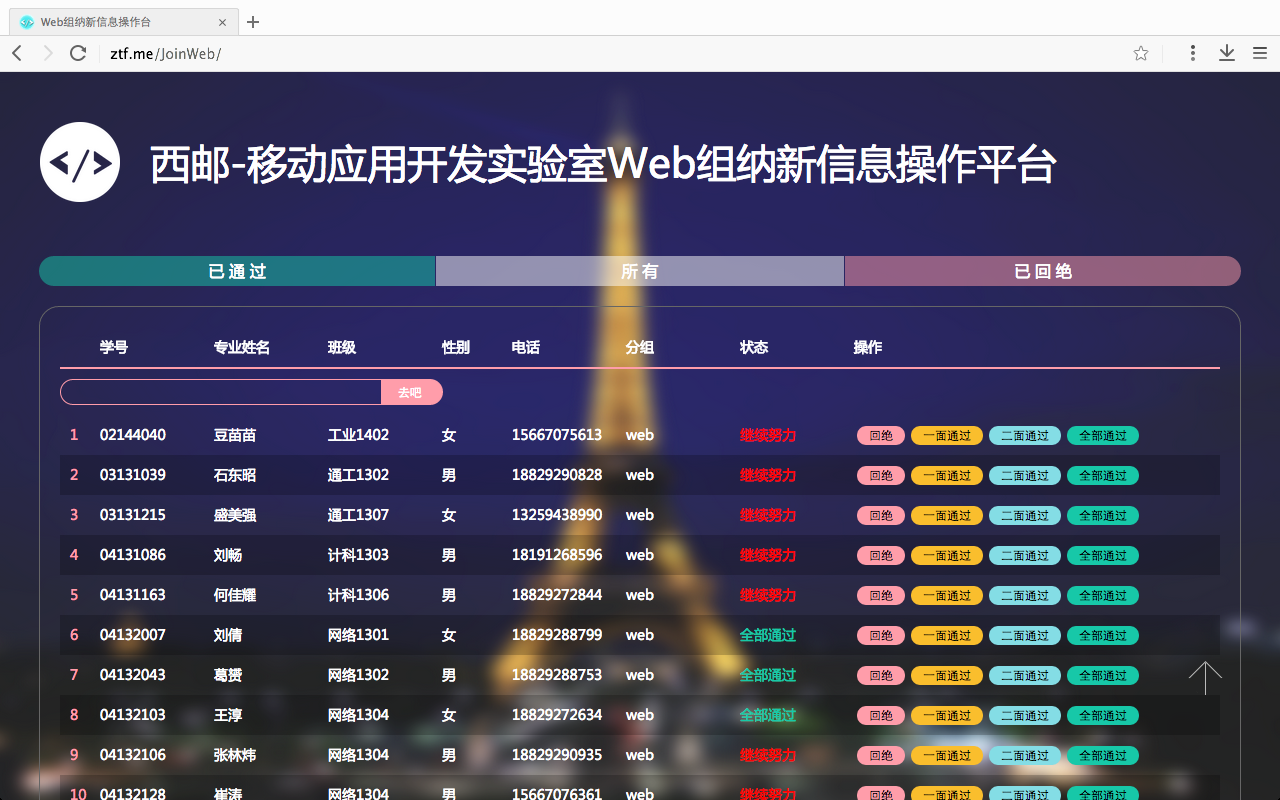 Web组纳新信息操作台
ztf.me/JoinWeb/
</>
西邮-移动应用开发实验室Web组纳新信息操作平台
已通过 所有 已回绝
学号 专业姓名 班级 性别 电话 分组 状态 操作
去吧
1 02144040 豆苗苗 工业1402 女 15667075613 web 继续努力 回绝 一面通过 二面通过 全部通过
2 03131039 石东昭 通工1302 男 18829290828 web 继续努力 回绝 一面通过 二面通过 全部通过
3 03131215 盛美强 通工1307 女 13259438990 web 继续努力 回绝 一面通过 二面通过 全部通过
4 04131086 刘畅 计科1303 男 18191268596 web 继续努力 回绝 一面通过 二面通过 全部通过
5 04131163 何佳耀 计科1306 男 18829272844 web 继续努力 回绝 一面通过 二面通过 全部通过
6 04132007 刘倩 网络1301 女 18829288799 web 全部通过 回绝 一面通过 二面通过 全部通过
7 04132043 葛赟 网络1302 男 18829288753 web 全部通过 回绝 一面通过 二面通过 全部通过
8 04132103 王淳 网络1304 女 18829272634 web 全部通过 回绝 一面通过 二面通过 全部通过
9 04132106 张林炜 网络1304 男 18829290935 web 继续努力 回绝 一面通过 二面通过 全部通过
10 04132128 崔涛 网络1304 男 15667076361 web 继续努力 回绝 一面通过 二面通过 全部通过